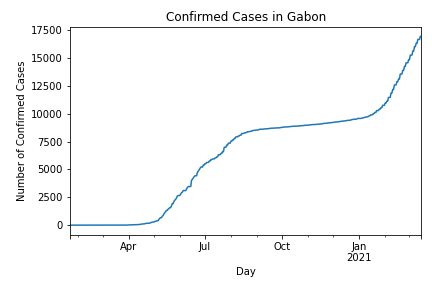 Confirmed Cases in Gabon
17500
15000
12500
10000
7500
5000
2500
0
Number of Confirmed Cases
Apr
Jul
Oct
Jan
2021
Day